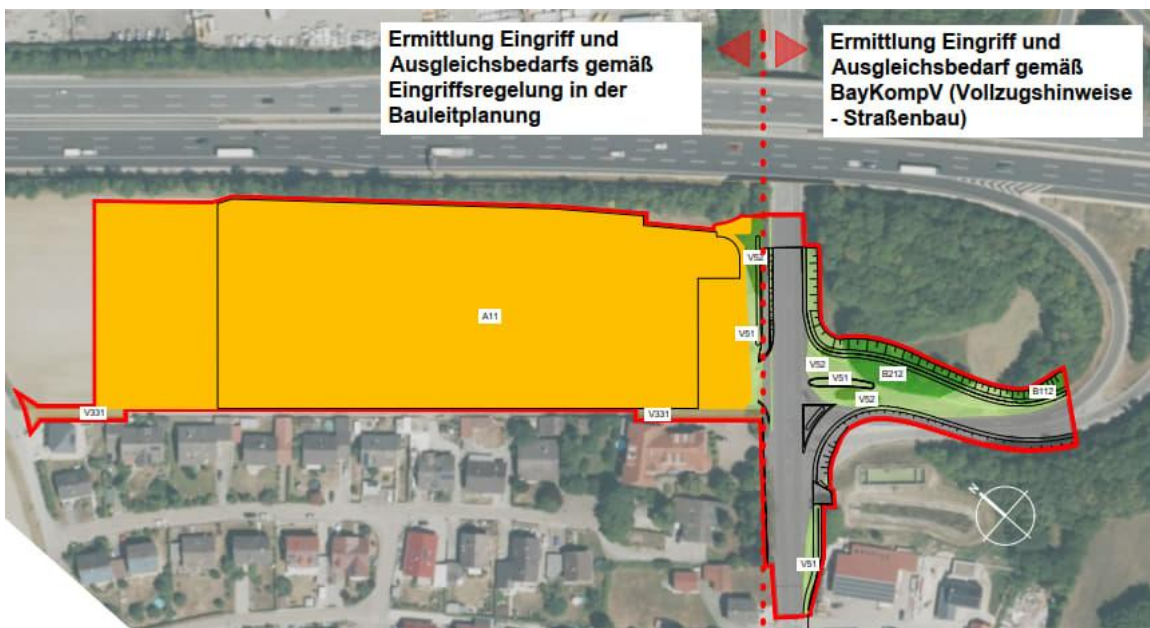 Ermittlung Eingriff und
Ausgleichsbedarfs gemäß
Eingriffsregelung in der
Bauleitplanung
Ermittlung Eingriff und
Ausgleichsbedarf gemäß
BayKompV (Vollzugshinweise
- Straßenbau)
V52
A11
V51
V52
V51
B212
V52
B112
V331
V331
N
V51